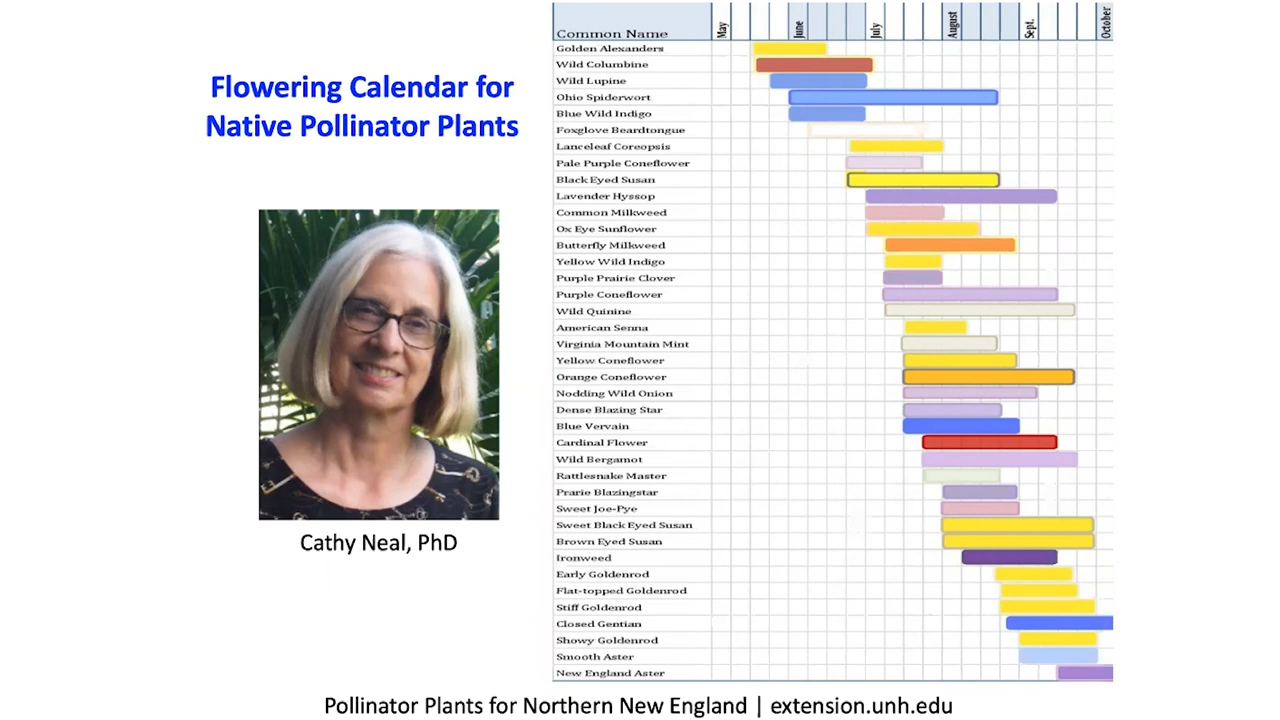 Flowering Calendar for
Native Pollinator Plants
Cathy Neal, PhD
Common Name
May
June
July
August
Sept.
October
Golden Alexanders
Wild Columbine
Wild Lupine
Ohio Spiderwort
Blue Wild Indigo
Foxglove Beardtongue
Lanceleaf Coreopsis
Pale Purple Coneflower
Black Eyed Susan
Lavender Hyssop
Common Milkweed
Ox Eye Sunflower
Butterfly Milkweed
Yellow Wild Indigo
Purple Prairie Clover
Purple Coneflower
Wild Quinine
American Senna
Virginia Mountain Mint
Yellow Coneflower
Orange Coneflower
Nodding Wild Onion
Dense Blazing Star
Blue Vervain
Cardinal Flower
Wild Bergamot
Rattlesnake Master
Prarie Blazingstar
Sweet Joe-Pye
Sweet Black Eyed Susan
Brown Eyed Susan
Ironweed
Early Goldenrod
Flat-topped Goldenrod
Stiff Goldenrod
Closed Gentian
Showy Goldenrod
Smooth Aster
New England Aster
Pollinator Plants for Northern New England | extension.unh.edu